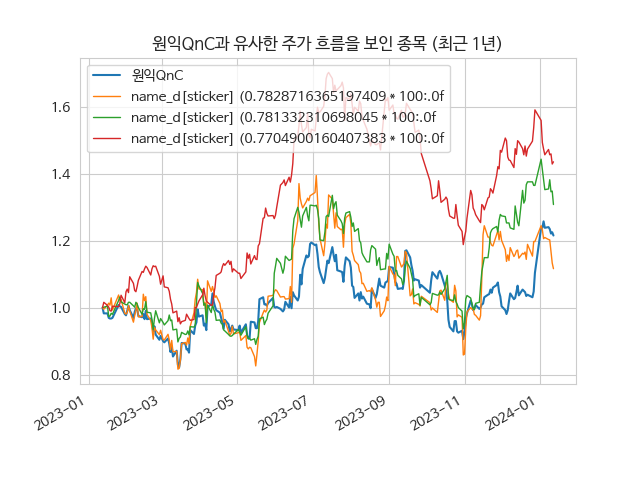 원익QnC과 유사한 주가 흐름을 보인 종목 (최근 1년)
원익QnC
name_d[sticker] (0.7828716365197409 * 100:.0f
name_d[sticker] (0.781332310698045 * 100:.0f
name_d[sticker] (0.7704900160407383 * 100:.0f
1.6
1.4
1.2
1.0
0.8
2023-01
2023-03
2023-05
2023-07
2023-09
2023-11
2024-01